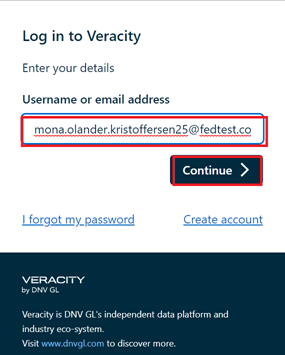 Log in to Veracity
Enter your details
Username or email address
mona.olander.kristoffersen25@fedtest.co
Continue
I forgot my password
Create account
VERACITY
by DNV GL
Veracity is DNV GL's independent data platform and
industry eco-system.
Visit www.dnvgl.com to discover more.